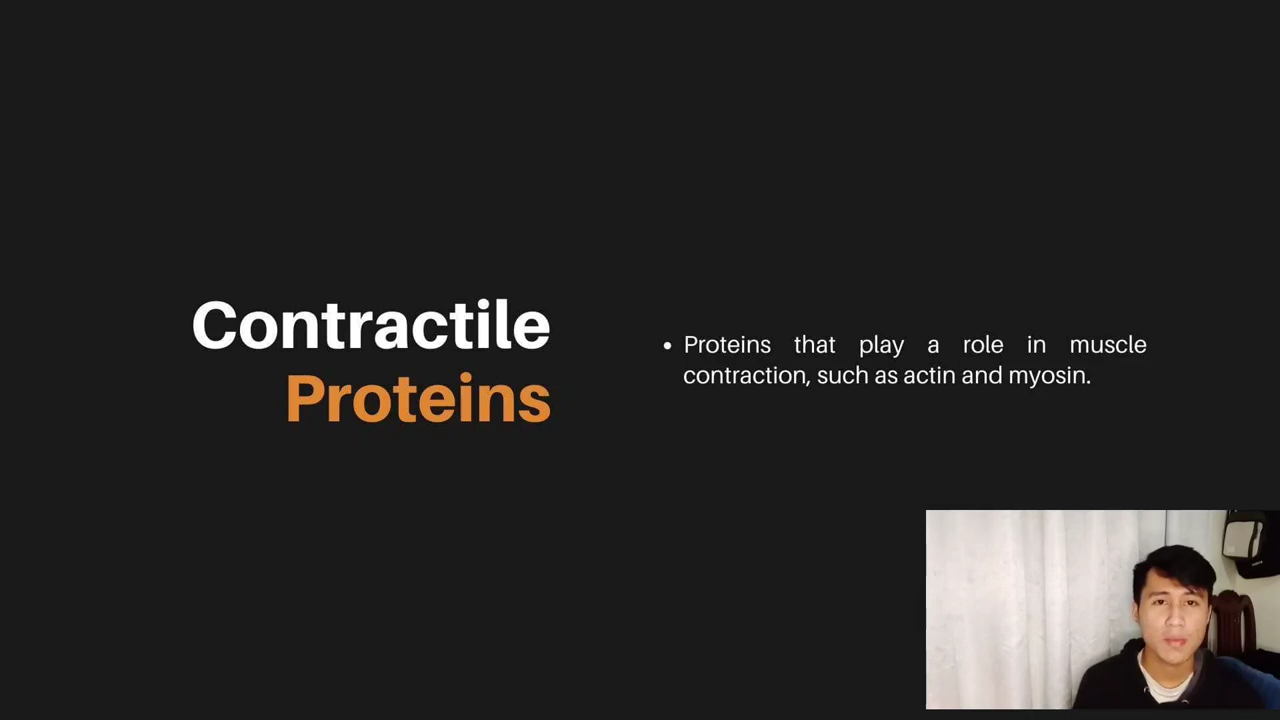 Contractile
Proteins
• Proteins that play a role in muscle
contraction, such as actin and myosin.